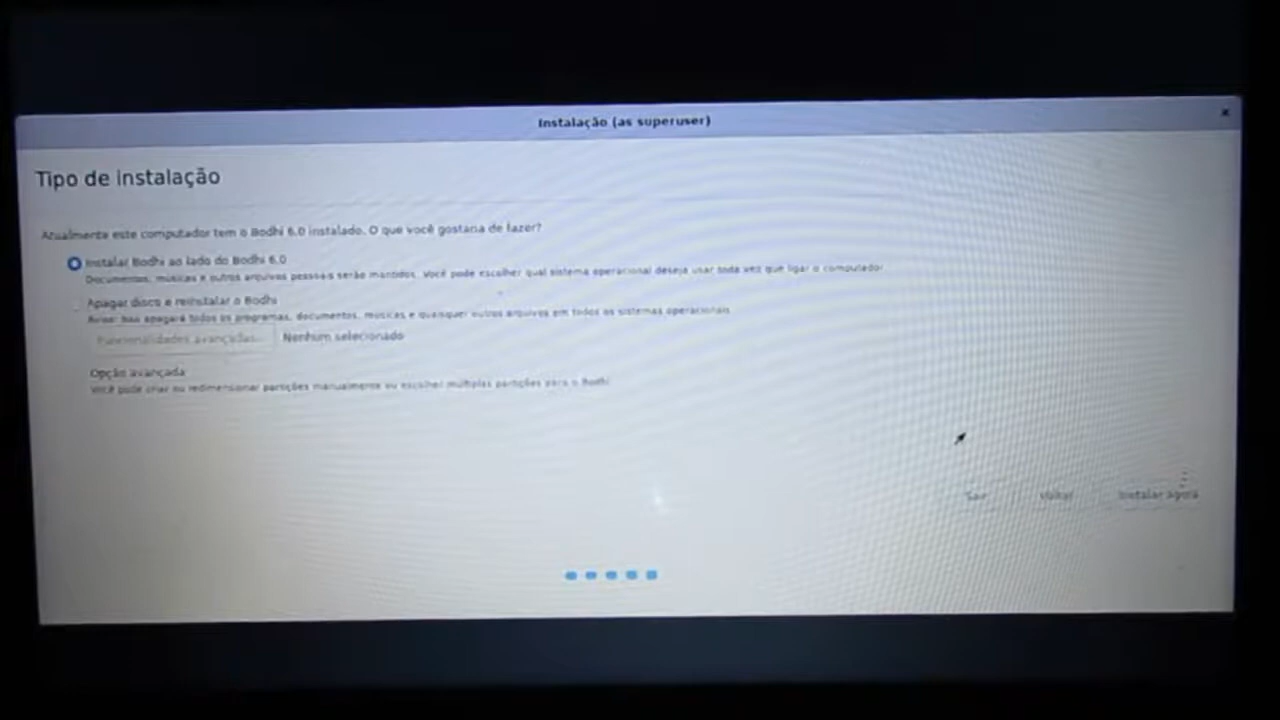 Instalação (as superuser)
Tipo de instalação
Atualmente este computador tem o Bodhi 6.0 instalado. O que você gostaria de fazer?
Instalar Bodhi ao lado do Bodhi 6.0
Documentos, músicas e outros arquivos pessoais serão mantidos. Você pode escolher qual sistema operacional deseja usar toda vez que ligar o computador.
Apagar disco e reinstalar o Bodhi
Aviso: Isso apagará todos os programas, documentos, músicas e quaisquer outros arquivos em todos os sistemas operacionais.
Funcionalidades avançadas... Nenhum selecionado
Opção avançada
Você pode criar ou redimensionar partições manualmente ou escolher múltiplas partições para o Bodhi.
Sair Voltar Instalar agora